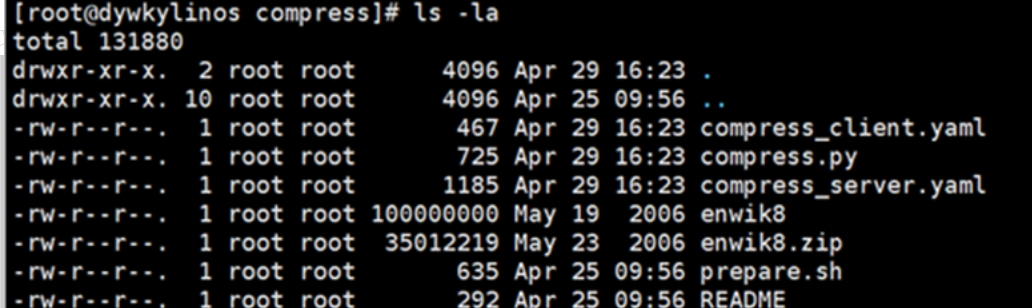 [root@dywkylinos compress]# ls -la
total 131880
drwxr-xr-x.  2 root root      4096 Apr 29 16:23 .
drwxr-xr-x. 10 root root      4096 Apr 25 09:56 ..
-rw-r--r--.  1 root root       467 Apr 29 16:23 compress_client.yaml
-rw-r--r--.  1 root root       725 Apr 29 16:23 compress.py
-rw-r--r--.  1 root root      1185 Apr 29 16:23 compress_server.yaml
-rw-r--r--.  1 root root 100000000 May 19  2006 enwik8
-rw-r--r--.  1 root root  35012219 May 23  2006 enwik8.zip
-rw-r--r--.  1 root root       635 Apr 25 09:56 prepare.sh
-rw-r--r--.  1 root root       292 Apr 25 09:56 README